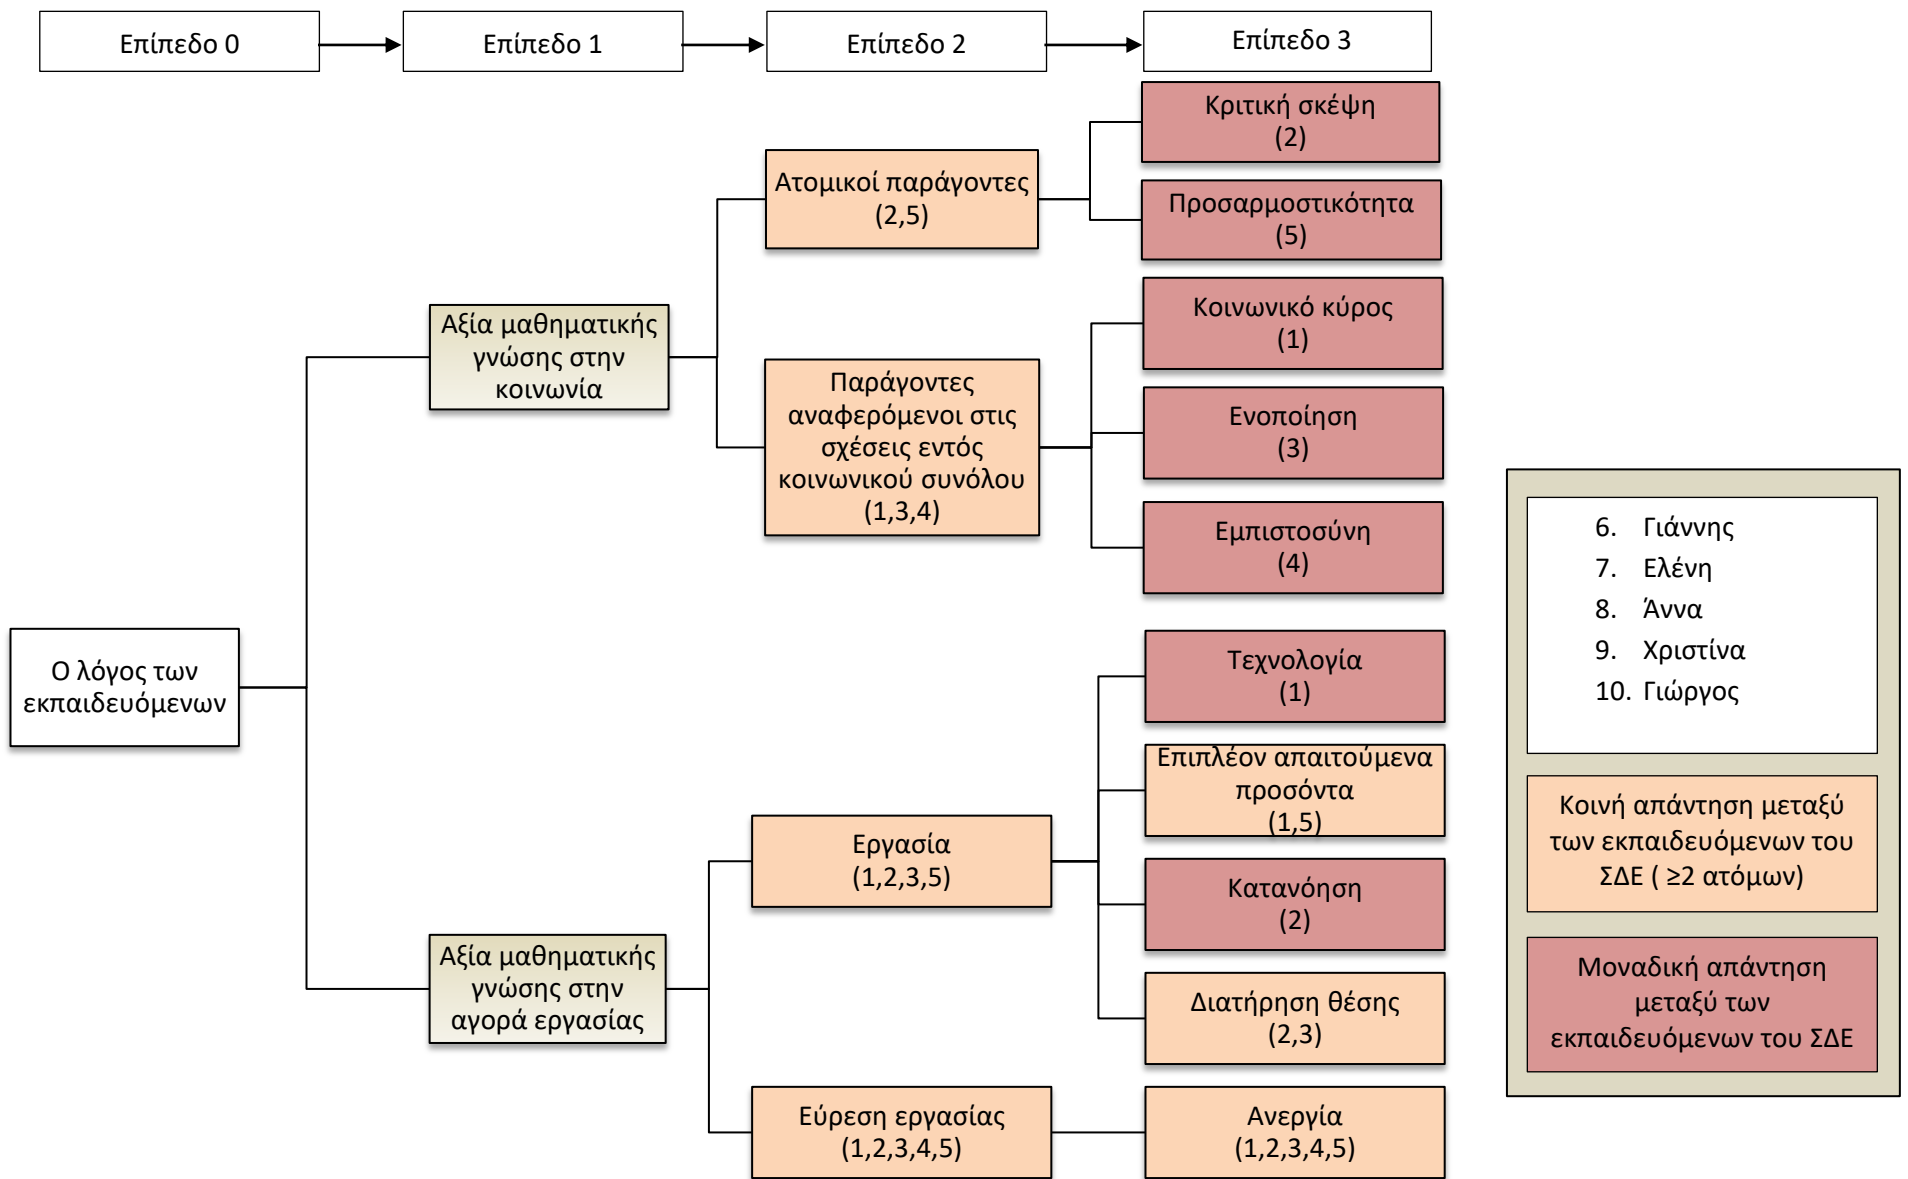 Επίπεδο 0
Επίπεδο 1
Επίπεδο 2
Επίπεδο 3
Ο λόγος των
εκπαιδευόμενων
Αξία μαθηματικής
γνώσης στην
κοινωνία
Ατομικοί παράγοντες
(2,5)
Κριτική σκέψη
(2)
Προσαρμοστικότητα
(5)
Παράγοντες
αναφερόμενοι στις
σχέσεις εντός
κοινωνικού συνόλου
(1,3,4)
Κοινωνικό κύρος
(1)
Ενοποίηση
(3)
Εμπιστοσύνη
(4)
Αξία μαθηματικής
γνώσης στην
αγορά εργασίας
Εργασία
(1,2,3,5)
Τεχνολογία
(1)
Επιπλέον απαιτούμενα
προσόντα
(1,5)
Κατανόηση
(2)
Διατήρηση θέσης
(2,3)
Εύρεση εργασίας
(1,2,3,4,5)
Ανεργία
(1,2,3,4,5)
6. Γιάννης
7. Ελένη
8. Άννα
9. Χριστίνα
10. Γιώργος
Κοινή απάντηση μεταξύ
των εκπαιδευόμενων του
ΣΔΕ ( ≥2 ατόμων)
Μοναδική απάντηση
μεταξύ των
εκπαιδευόμενων του ΣΔΕ